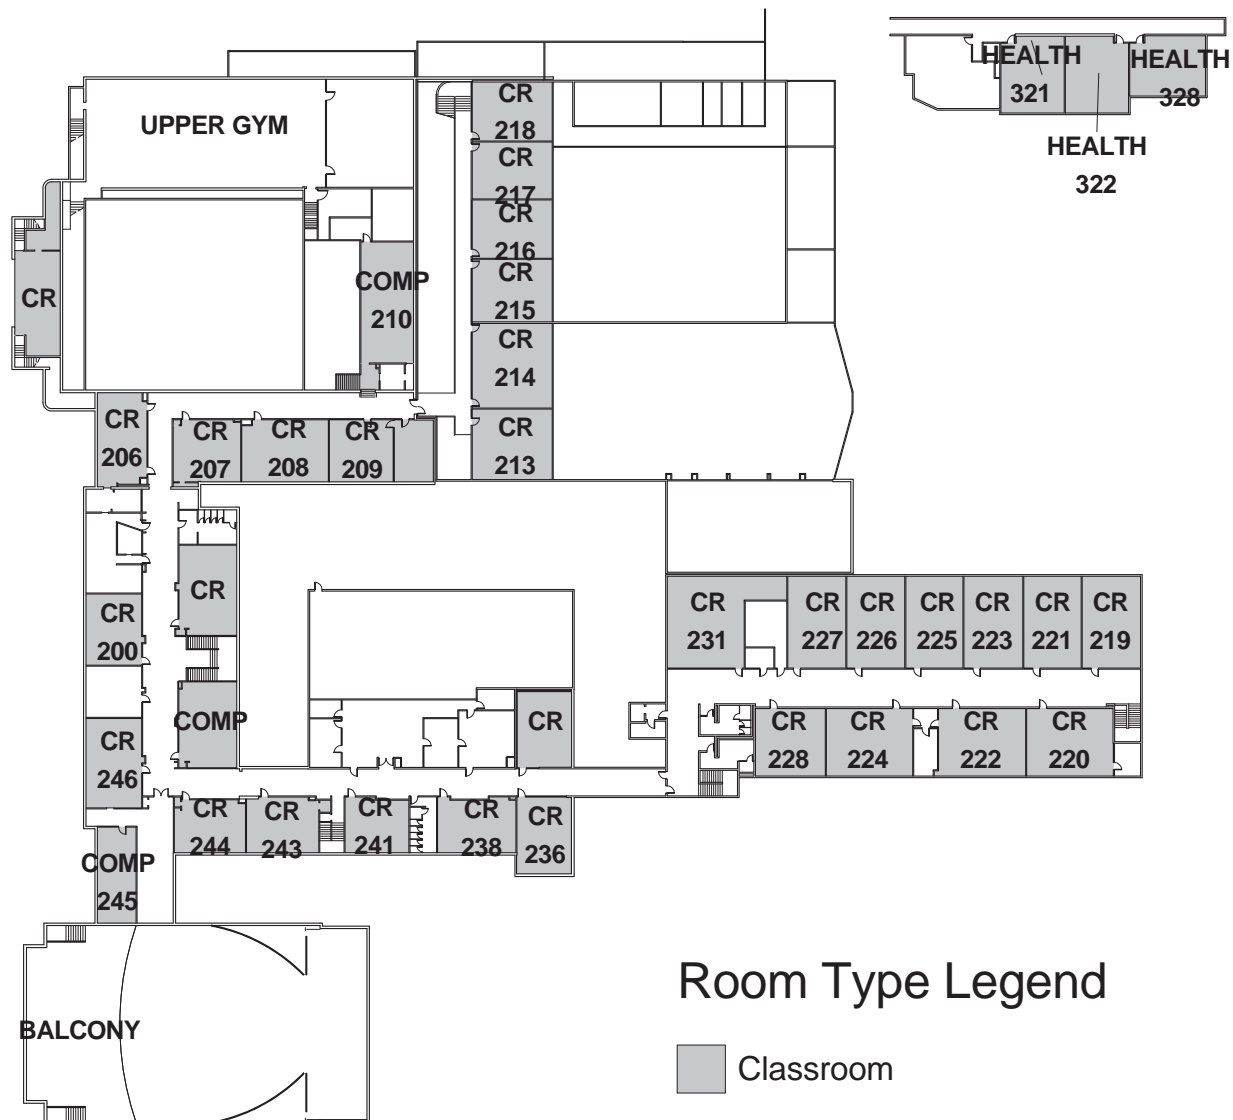 HEALTH
321
HEALTH
322
HEALTH
328
UPPER GYM
CR
218
CR
217
CR
216
CR
215
CR
214
CR
213
COMP
210
CR
CR
206
CR
207
CR
208
CR
209
CR
CR
200
COMP
CR
246
CR
CR
231
CR
227
CR
226
CR
225
CR
223
CR
221
CR
219
CR
228
CR
224
CR
222
CR
220
CR
244
CR
243
CR
241
CR
238
CR
236
COMP
245
BALCONY
Room Type Legend
Classroom